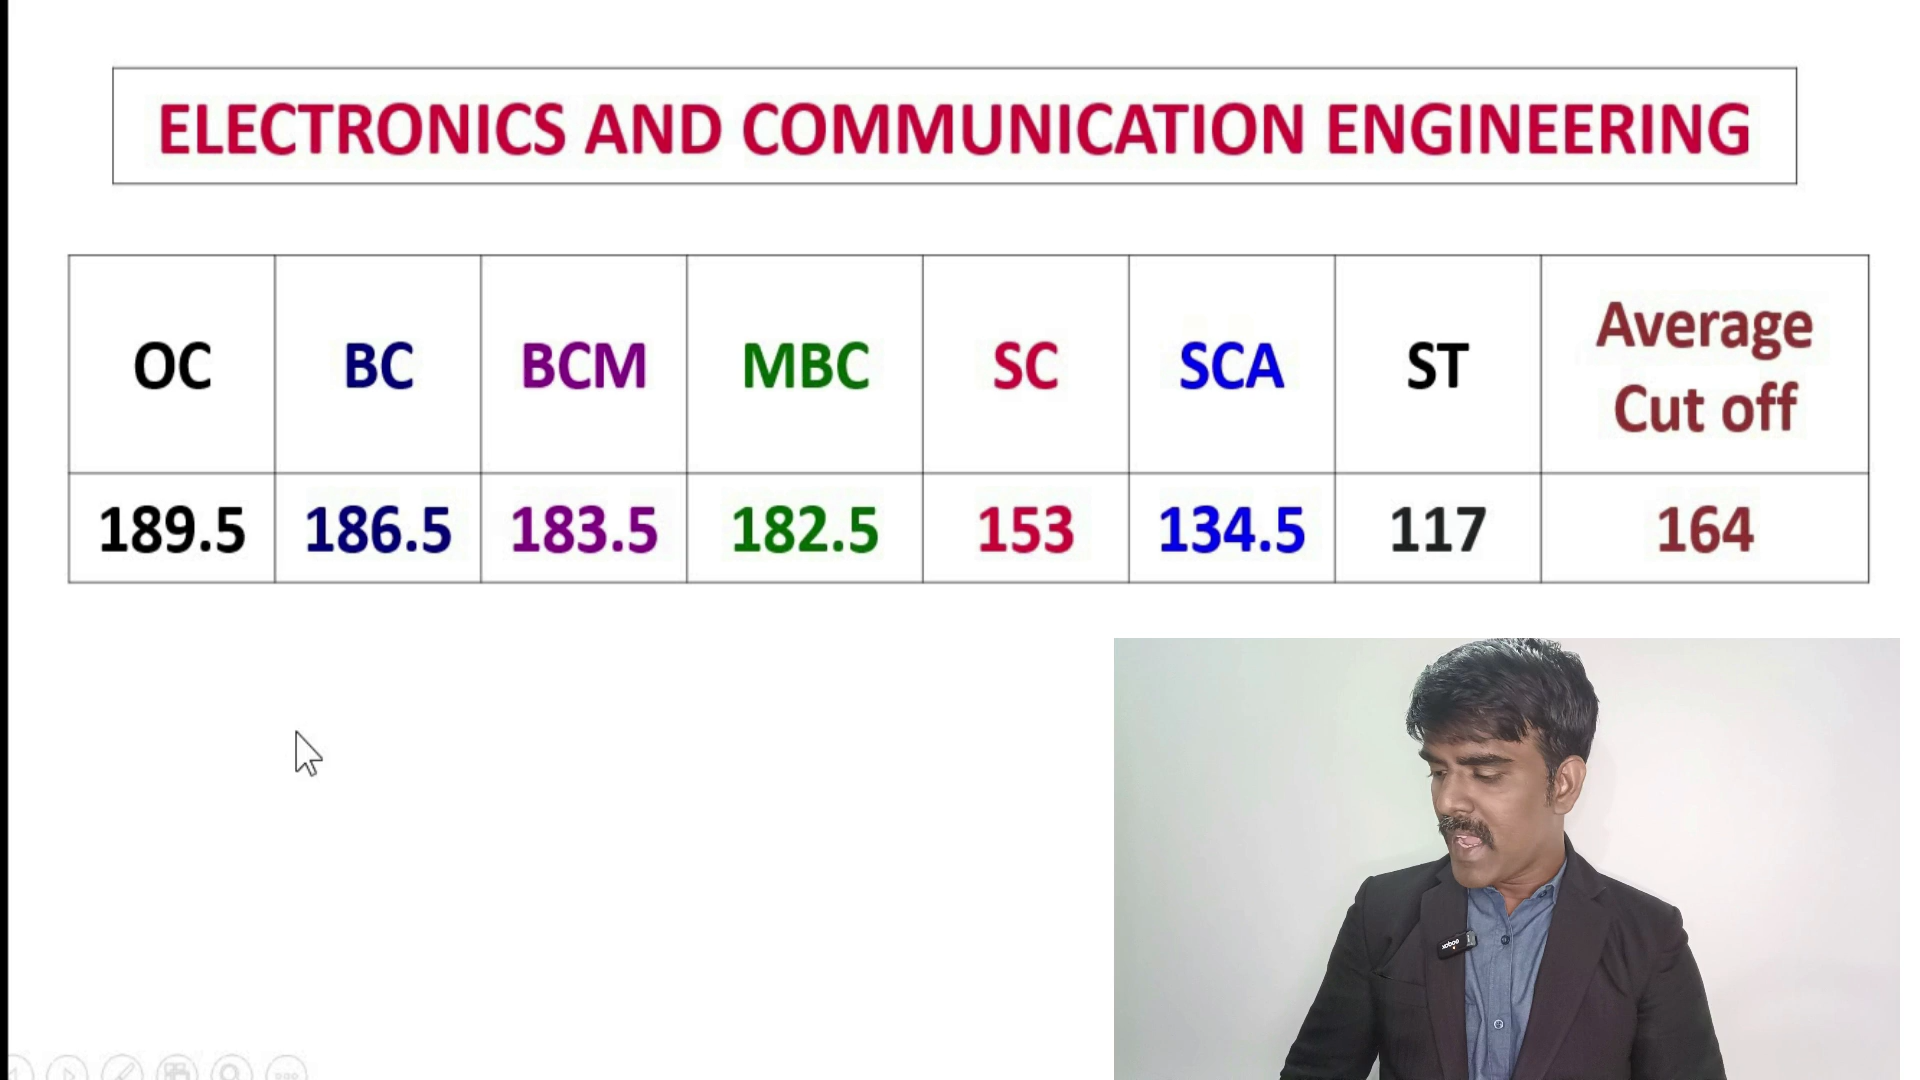 ELECTRONICS AND COMMUNICATION ENGINEERING
OC BC BCM MBC SC SCA ST Average Cut off
189.5 186.5 183.5 182.5 153 134.5 117 164